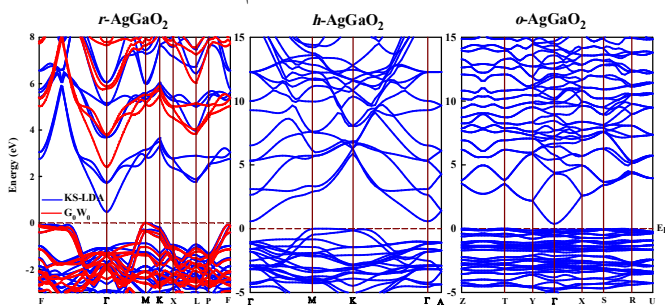 r-AgGaO2 h-AgGaO2 o-AgGaO2
Energy (eV)
8 6 4 2 0 -2
KS-LDA
G0W0
F Γ M K X L P F
15 10 5 0 -5
Γ M K Γ A
15 10 5 0 -5
Z T Y Γ X S R U